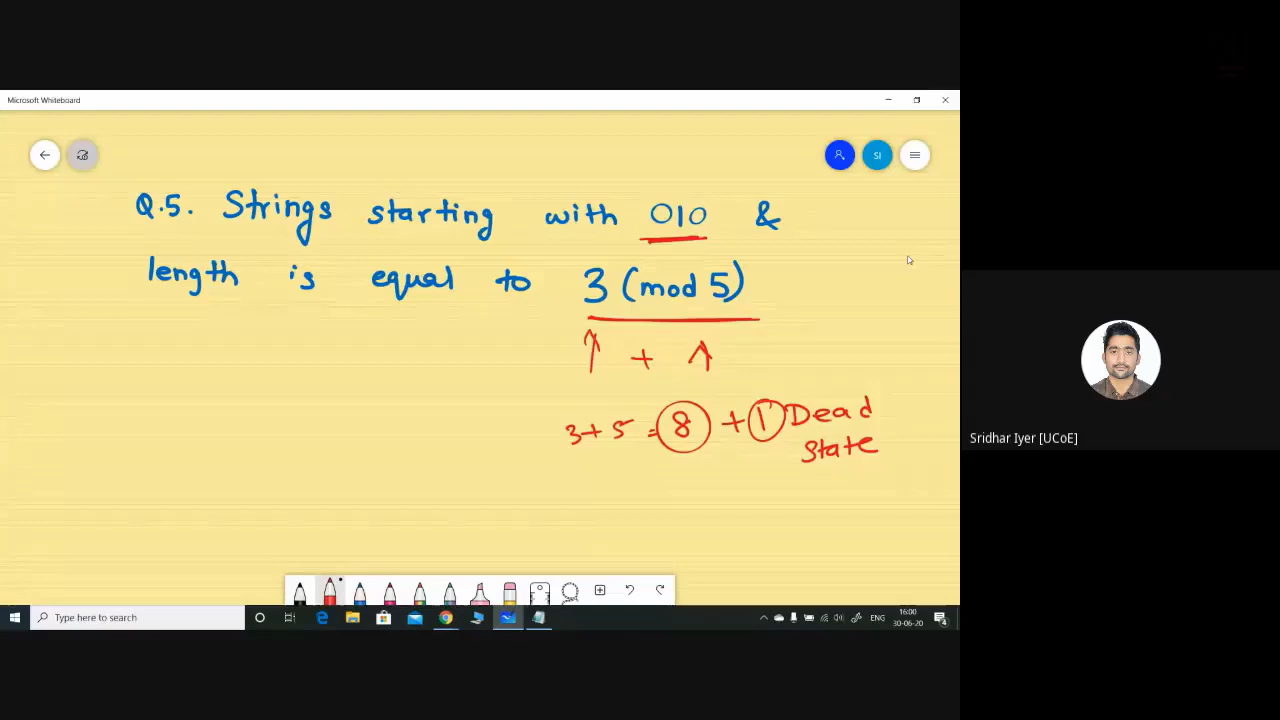 Microsoft Whiteboard
SI
Q.5. Strings starting with 010 &
length is equal to 3 (mod 5)
+
3+5 = 8 + 1 Dead
State
Sridhar Iyer [UCoE]
Type here to search
ENG
16:00
30-06-20
4